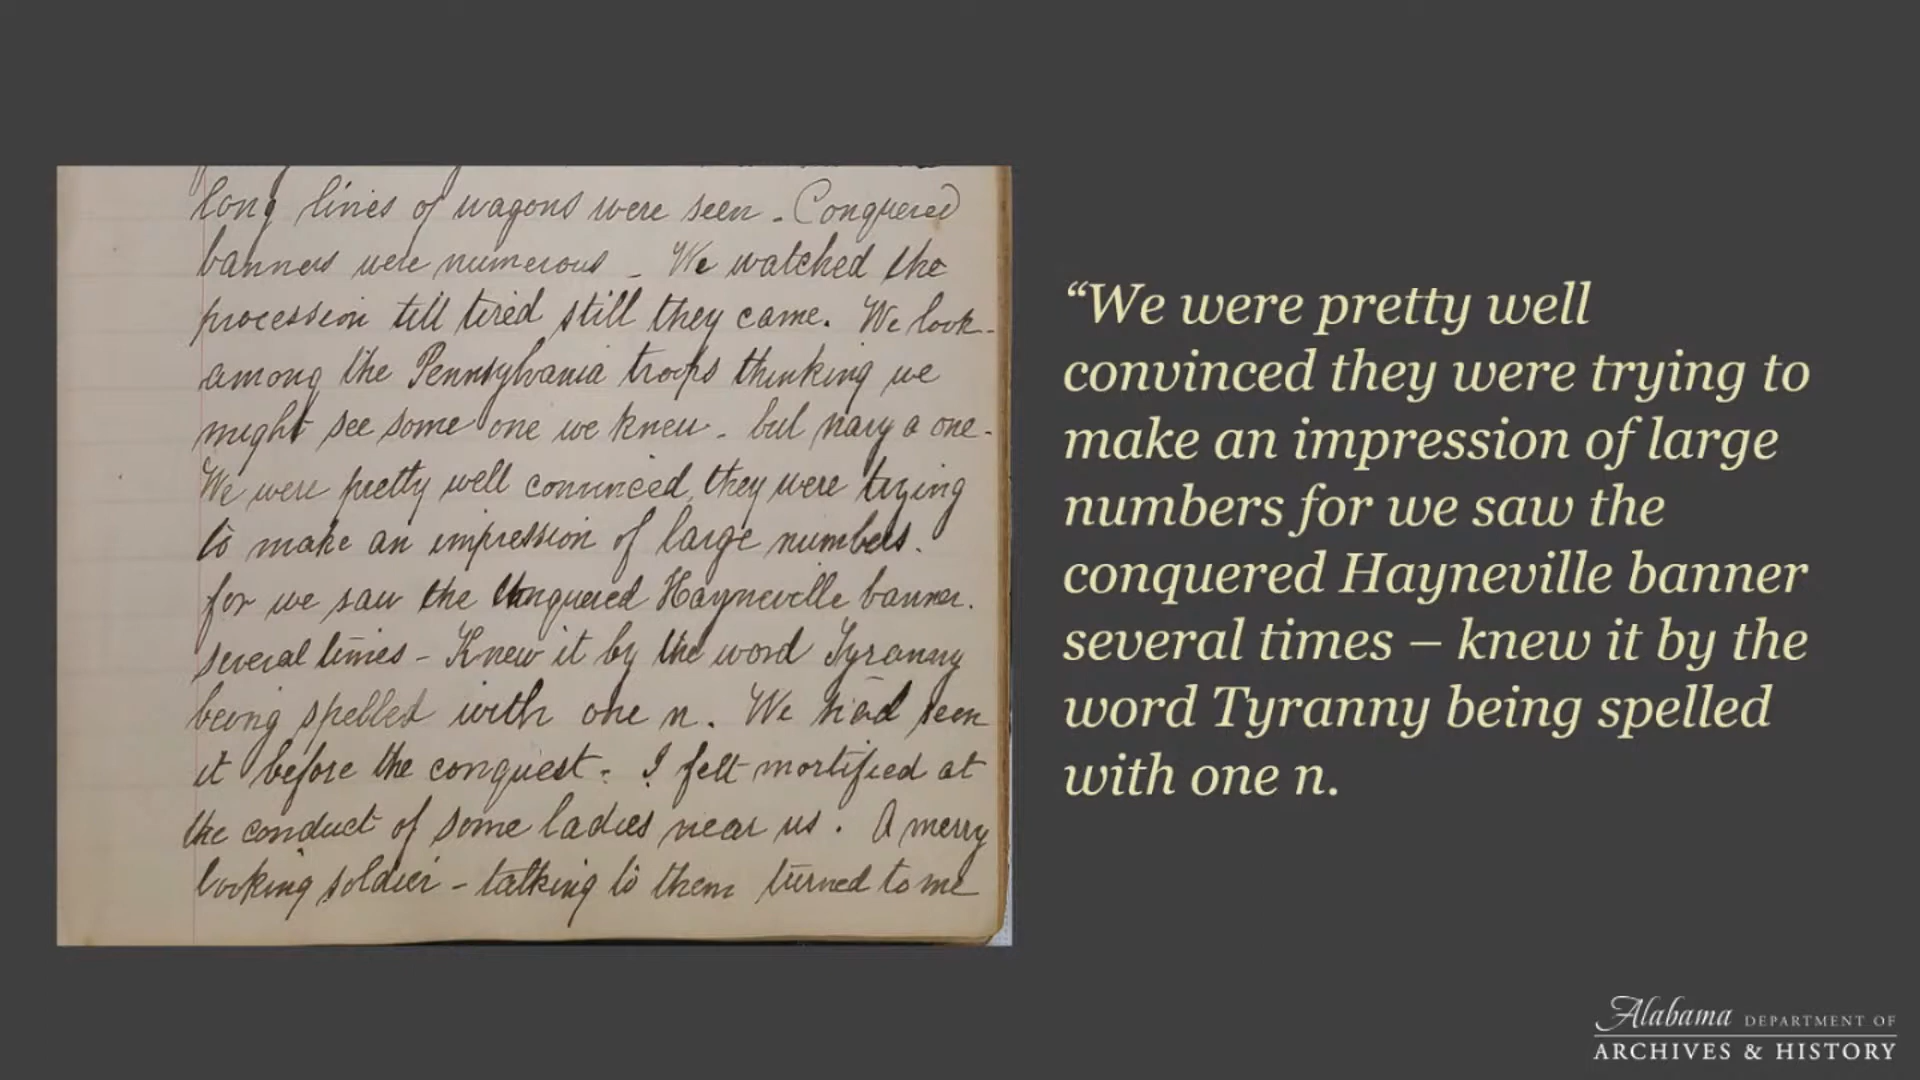 long lines of wagons were seen - Conquered
banners were numerous - We watched the
procession till tired still they came. We look-
among the Pennsylvania troops thinking we
might see some one we knew - but nary a one -
We were pretty well convinced, they were trying
to make an impression of large numbers.
for we saw the Conquered Hayneville banner.
several times - Knew it by the word Tyranny
being spelled with one n. We had seen
it before the conquest - I felt mortified at
the conduct of some ladies near us. A merry
looking soldier - talking to them turned to me
“We were pretty well
convinced they were trying to
make an impression of large
numbers for we saw the
conquered Hayneville banner
several times – knew it by the
word Tyranny being spelled
with one n.
Alabama DEPARTMENT OF
ARCHIVES & HISTORY